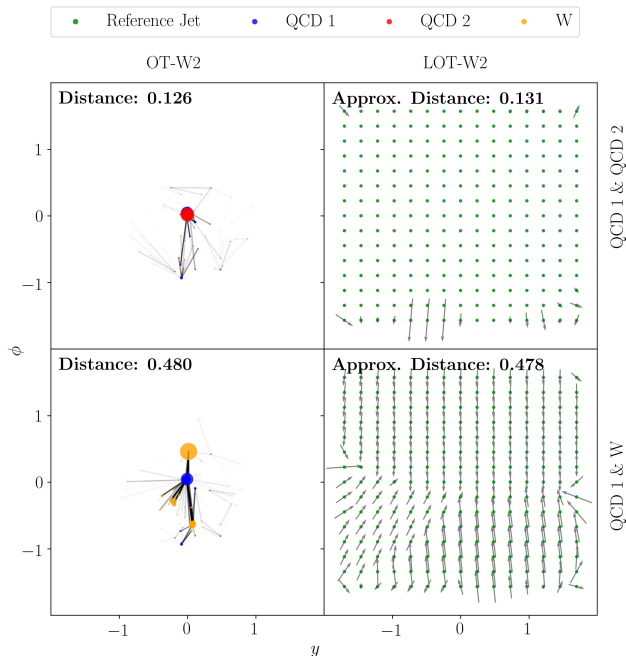 Reference Jet QCD 1 QCD 2 W
OT-W2 LOT-W2
Distance: 0.126 Approx. Distance: 0.131
1
0
−1
QCD 1 & QCD 2
ϕ
Distance: 0.480 Approx. Distance: 0.478
1
0
−1
QCD 1 & W
−1 0 1 −1 0 1
y